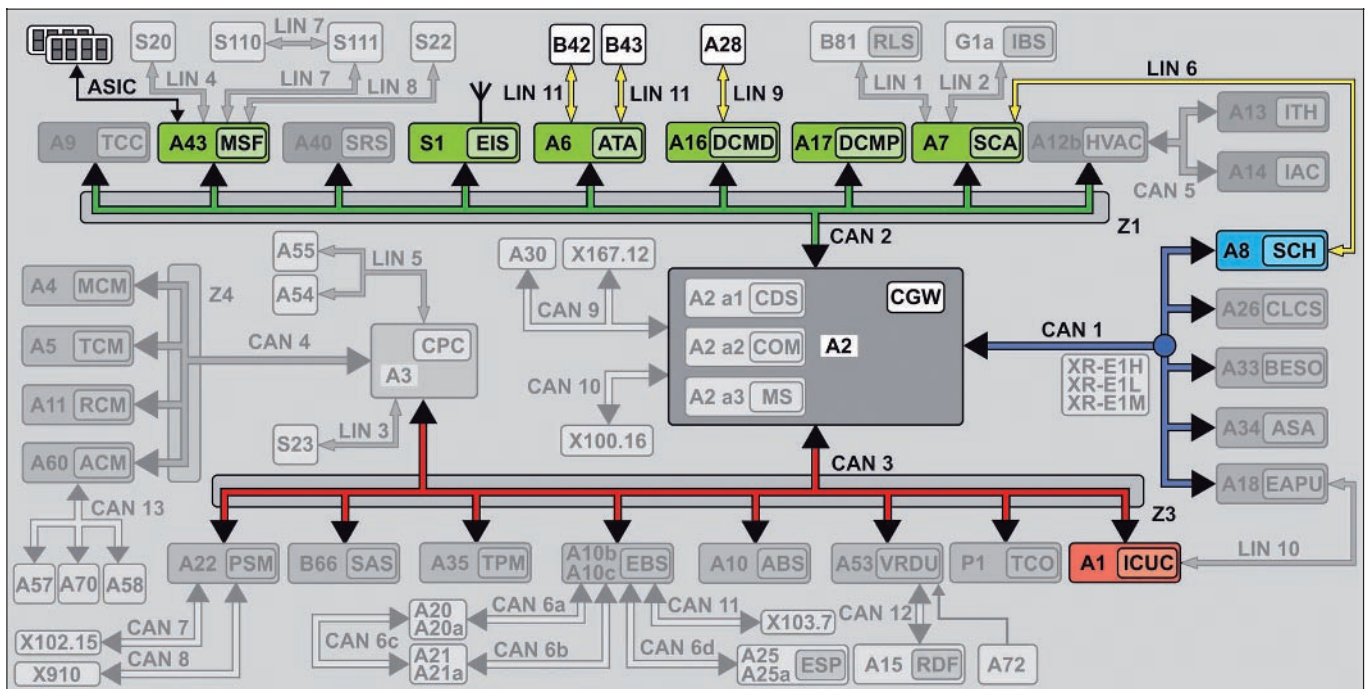 LIN 7
S20
S110
S111
S22
B42
B43
A28
B81 RLS
G1a IBS
ASIC
LIN 4
LIN 7
LIN 8
LIN 11
LIN 11
LIN 9
LIN 1
LIN 2
LIN 6
A9 TCC
A43 MSF
A40 SRS
S1 EIS
A6 ATA
A16 DCMD
A17 DCMP
A7 SCA
A12b HVAC
A13 ITH
A14 IAC
CAN 5
Z1
CAN 2
A55
A54
LIN 5
A30
X167.12
A8 SCH
A4 MCM
Z4
A5 TCM
A11 RCM
A60 ACM
CAN 4
CPC
A3
CAN 9
CAN 10
X100.16
A2 a1 CDS
A2 a2 COM
A2 a3 MS
CGW
A2
CAN 1
XR-E1H
XR-E1L
XR-E1M
A26 CLCS
A33 BESO
A34 ASA
A18 EAPU
S23
LIN 3
CAN 3
CAN 13
Z3
A57
A70
A58
A22 PSM
B66 SAS
A35 TPM
A10b
A10c
EBS
A10 ABS
A53 VRDU
P1 TCO
A1 ICUC
LIN 10
X102.15
CAN 7
X910
CAN 8
CAN 6c
A20
A20a
CAN 6a
A21
A21a
CAN 6b
CAN 11
X103.7
CAN 6d
A25
A25a
ESP
CAN 12
A15 RDF
A72